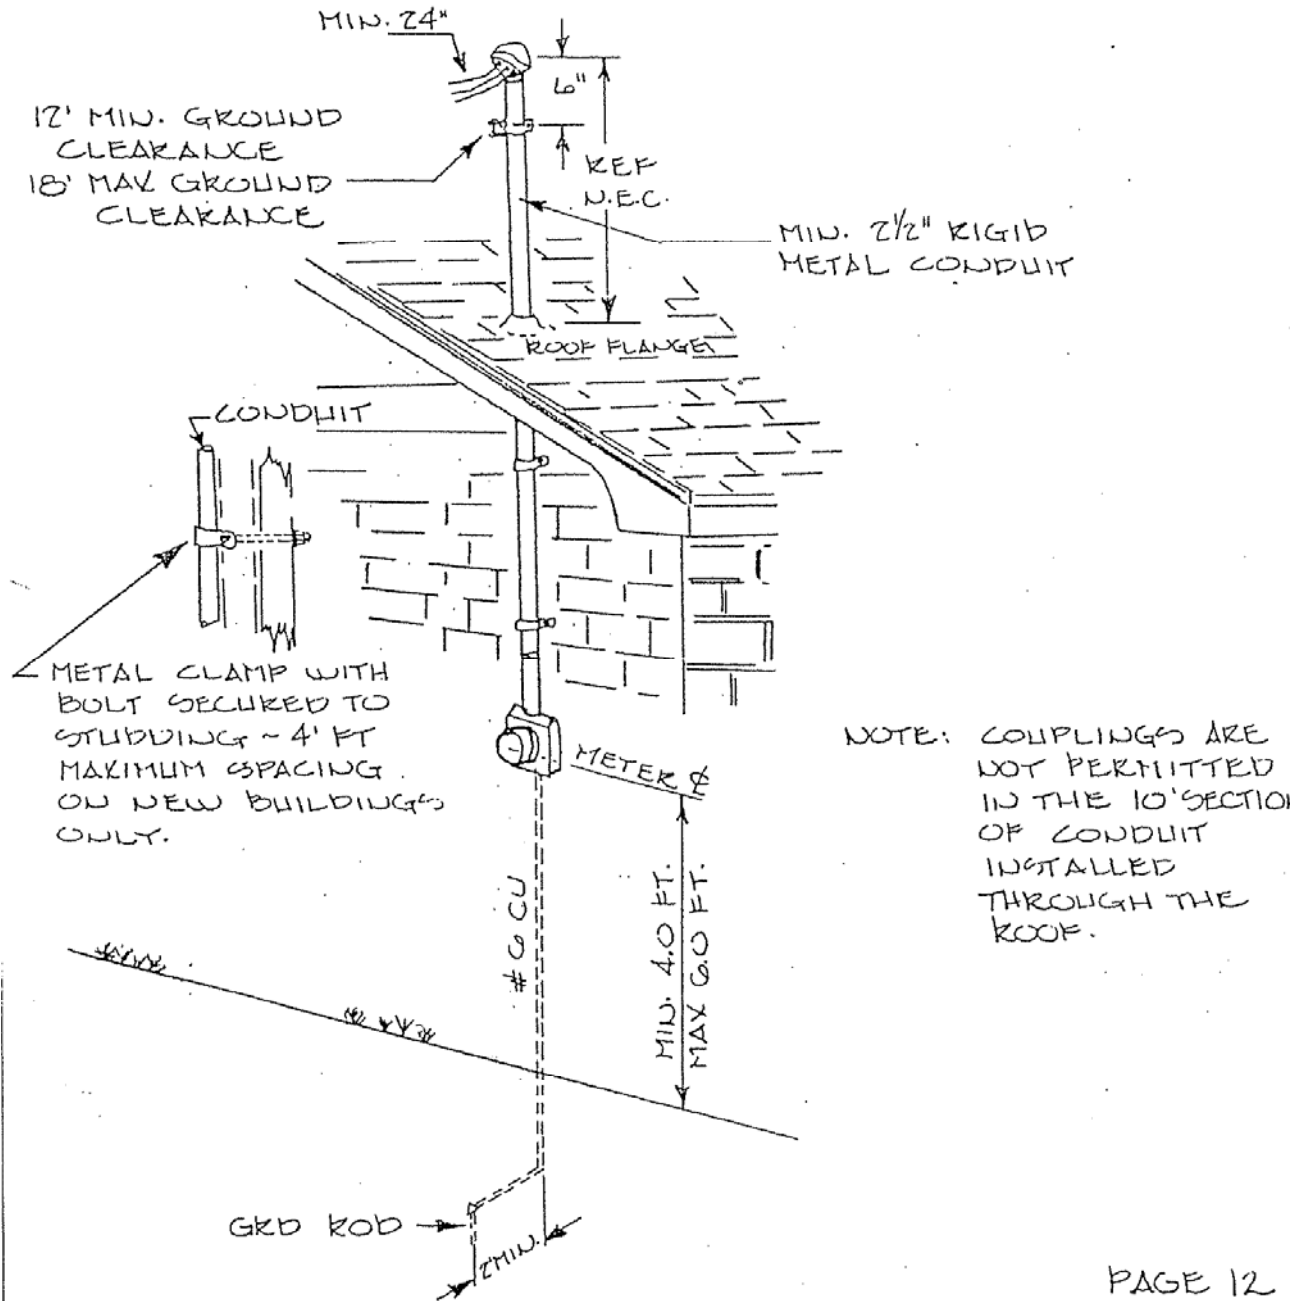 MIN. 24"
6"
12' MIN. GROUND
CLEARANCE
18' MAX GROUND
CLEARANCE
REF
N.E.C.
MIN. 2 1/2" RIGID
METAL CONDUIT
ROOF FLANGE
CONDUIT
METAL CLAMP WITH
BOLT SECURED TO
STUDDING ~ 4' FT
MAXIMUM SPACING
ON NEW BUILDINGS
ONLY.
METER ₵
NOTE: COUPLINGS ARE
NOT PERMITTED
IN THE 10' SECTION
OF CONDUIT
INSTALLED
THROUGH THE
ROOF.
# 6 CU
MIN. 4.0 FT.
MAX 6.0 FT.
GRD ROD
2' MIN.
PAGE 12